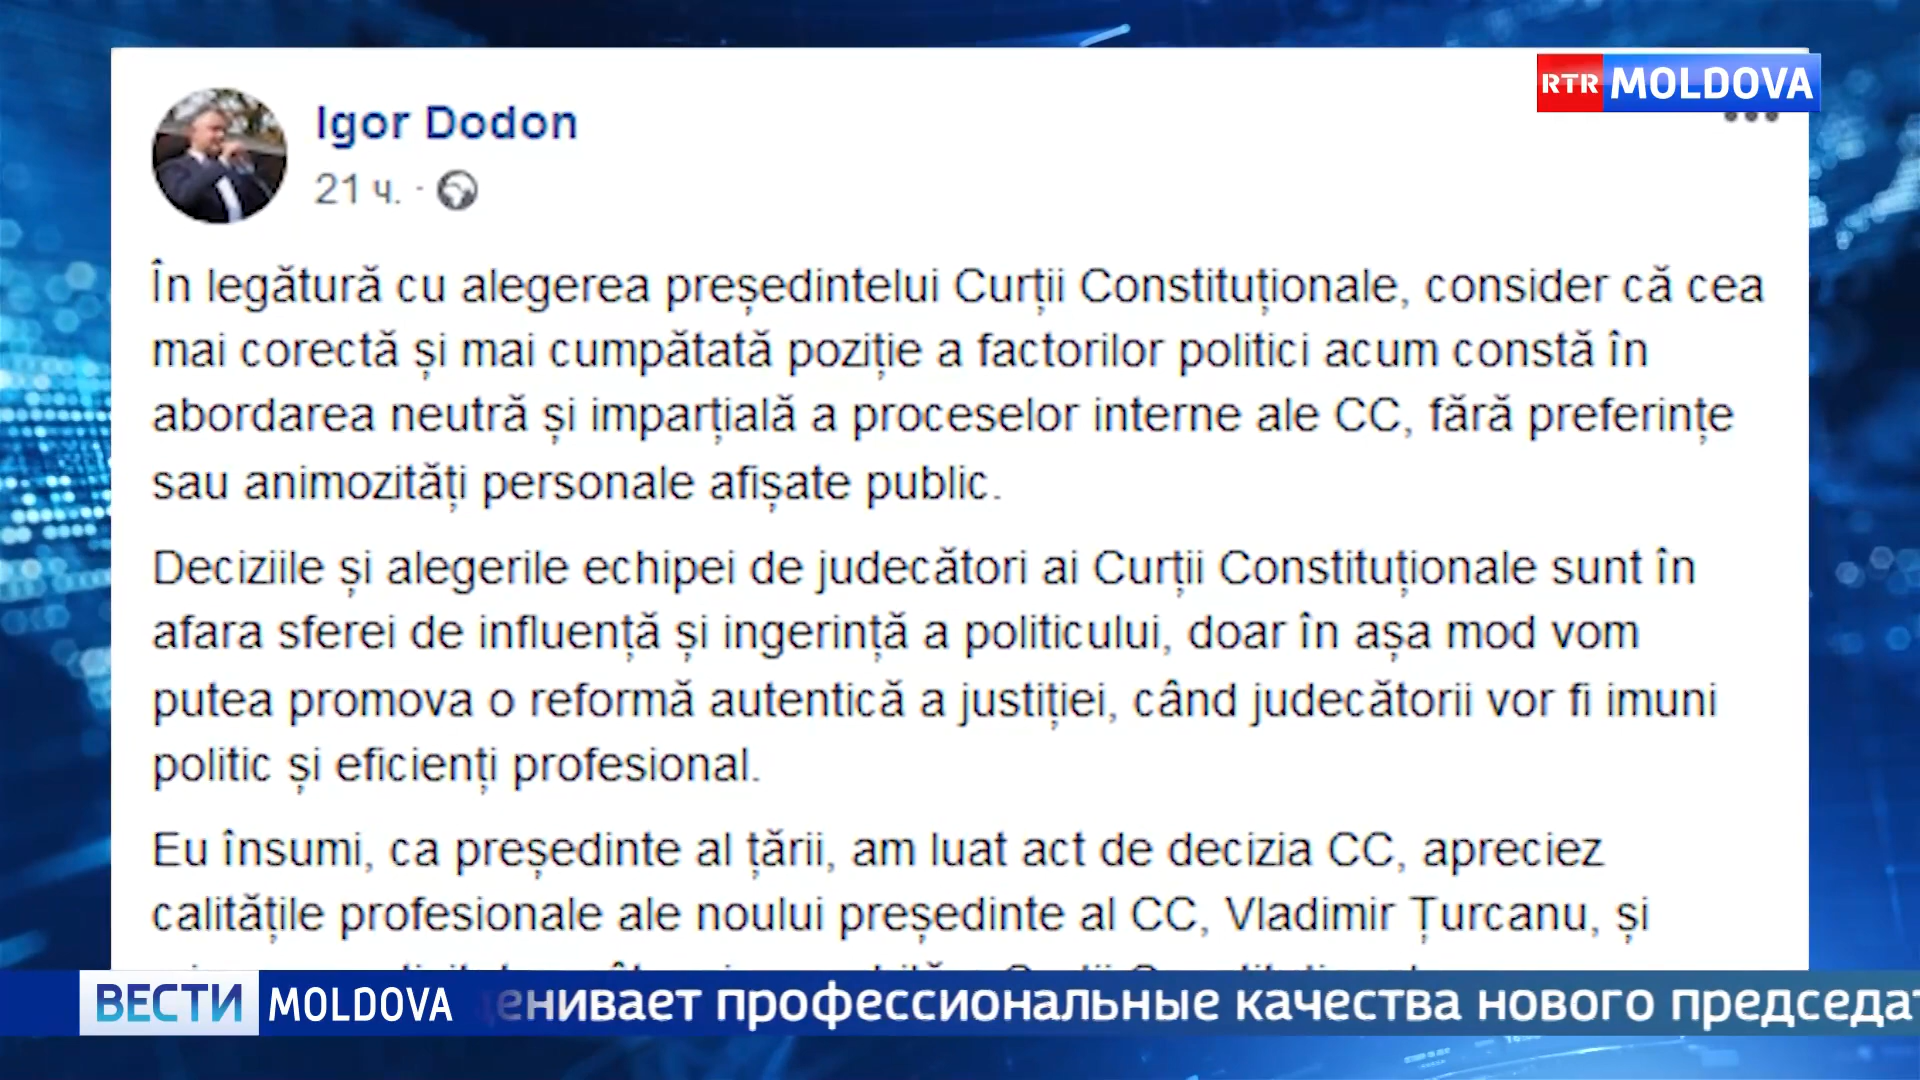 RTR MOLDOVA
Igor Dodon
21 ч. ·
În legătură cu alegerea președintelui Curții Constituționale, consider că cea
mai corectă și mai cumpătată poziție a factorilor politici acum constă în
abordarea neutră și imparțială a proceselor interne ale CC, fără preferințe
sau animozități personale afișate public.
Deciziile și alegerile echipei de judecători ai Curții Constituționale sunt în
afara sferei de influență și ingerință a politicului, doar în așa mod vom
putea promova o reformă autentică a justiției, când judecătorii vor fi imuni
politic și eficienți profesional.
Eu însumi, ca președinte al țării, am luat act de decizia CC, apreciez
calitățile profesionale ale noului președinte al CC, Vladimir Țurcanu, și
ВЕСТИ MOLDOVA енивает профессиональные качества нового председа